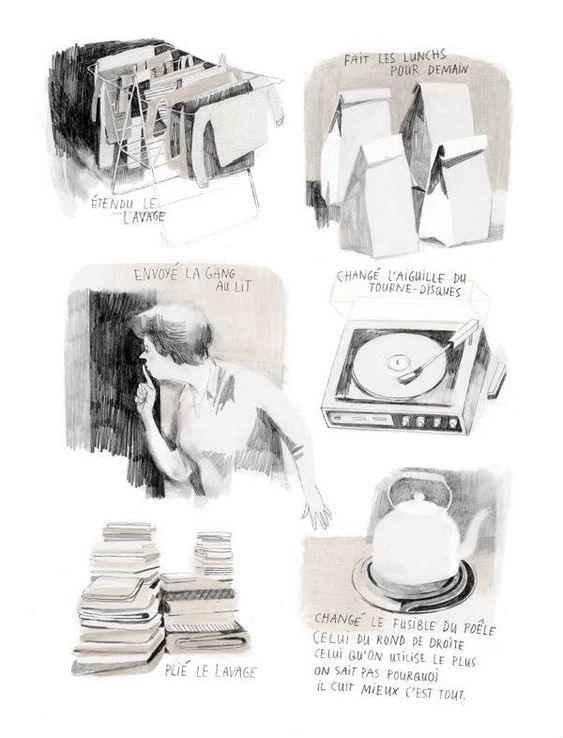 ÉTENDU LE
LAVAGE
FAIT LES LUNCHS
POUR DEMAIN
ENVOYÉ LA GANG
AU LIT
CHANGÉ L'AIGUILLE DU
TOURNE-DISQUES
PLIÉ LE LAVAGE
CHANGÉ LE FUSIBLE DU POÊLE
CELUI DU ROND DE DROITE
CELUI QU'ON UTILISE LE PLUS
ON SAIT PAS POURQUOI
IL CUIT MIEUX C'EST TOUT.